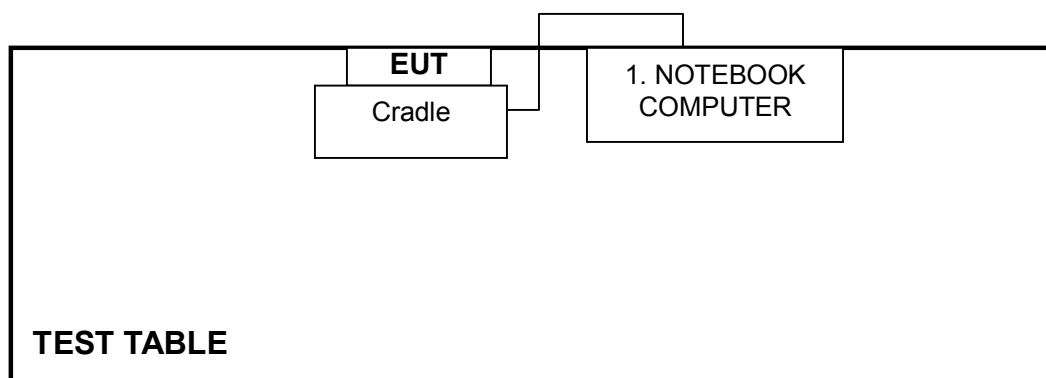 EUT
Cradle
1. NOTEBOOK
COMPUTER
TEST TABLE